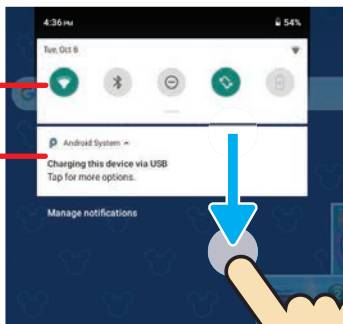 4:36 PM 54%
Tue, Oct 6
Android System
Charging this device via USB
Tap for more options.
Manage notifications